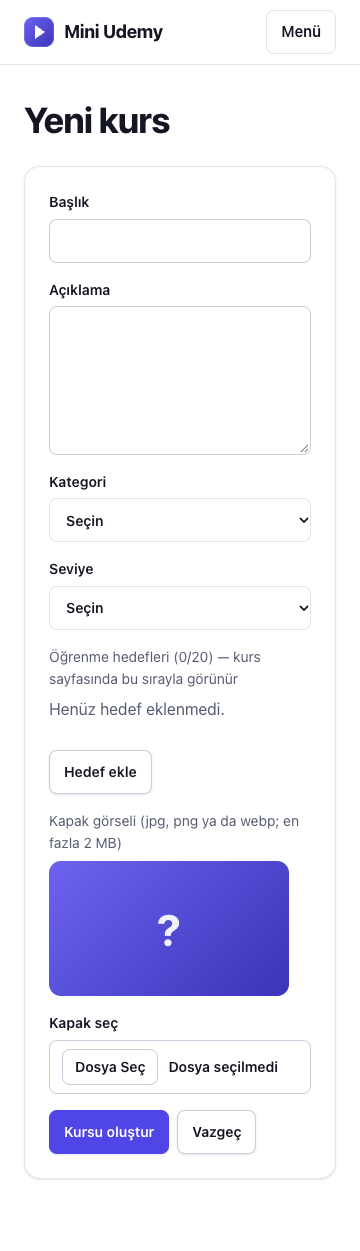 Mini Udemy
Menü
Yeni kurs
Başlık
Açıklama
Kategori
Seçin
Seviye
Seçin
Öğrenme hedefleri (0/20) — kurs
sayfasında bu sırayla görünür
Henüz hedef eklenmedi.
Hedef ekle
Kapak görseli (jpg, png ya da webp; en
fazla 2 MB)
?
Kapak seç
Dosya Seç Dosya seçilmedi
Kursu oluştur Vazgeç